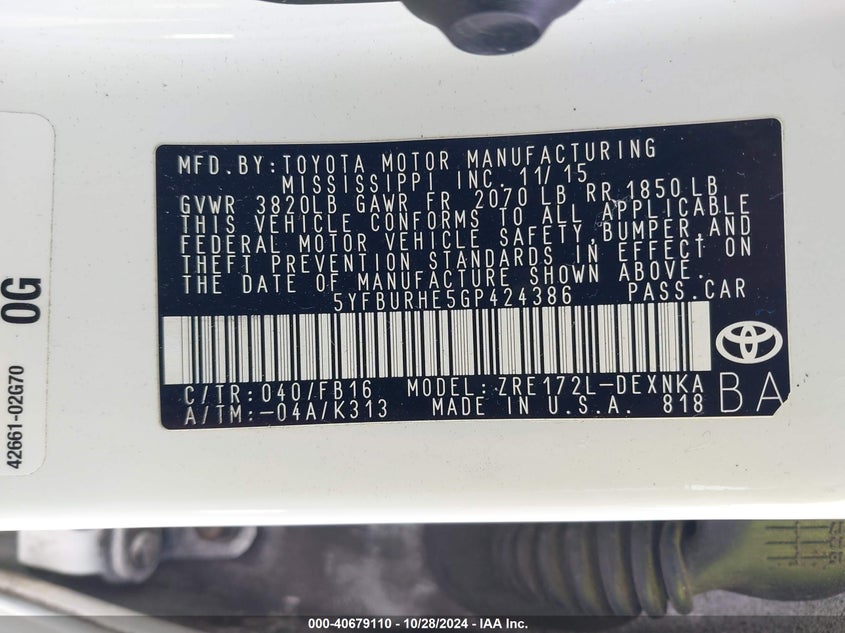 MFD.BY:TOYOTA MOTOR MANUFACTURING
MISSISSIPPI INC. 11/15
GVWR 3820LB GAWR FR 2070 LB RR 1850 LB
THIS VEHICLE CONFORMS TO ALL APPLICABLE
FEDERAL MOTOR VEHICLE SAFETY,BUMPER,AND
THEFT PREVENTION STANDARDS IN EFFECT ON
THE DATE OF MANUFACTURE SHOWN ABOVE.
5YFBURHE5GP424386 PASS.CAR
C/TR:040/FB16 MODEL:ZRE172L-DEXNKA
A/TM:-04A/K313 MADE IN U.S.A. 818
BA
0G
42661-02G70
000-40679110 / 10/28/2024 - IAA Inc.